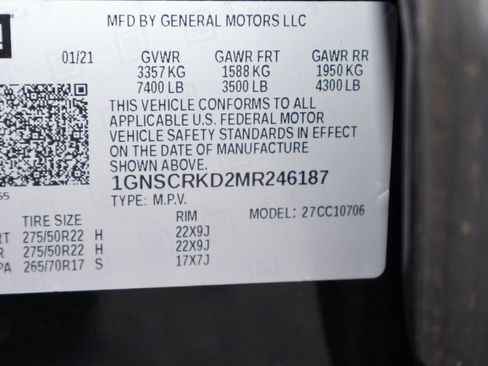 MFD BY GENERAL MOTORS LLC
01/21 GVWR GAWR FRT GAWR RR
3357 KG 1588 KG 1950 KG
7400 LB 3500 LB 4300 LB
THIS VEHICLE CONFORMS TO ALL
APPLICABLE U.S. FEDERAL MOTOR
VEHICLE SAFETY STANDARDS IN EFFECT
ON THE DATE OF MANUFACTURE
SHOWN ABOVE.
1GNSCRKD2MR246187
TYPE: M.P.V. MODEL: 27CC10706
TIRE SIZE RIM
RT 275/50R22 H 22X9J
R 275/50R22 H 22X9J
PA 265/70R17 S 17X7J